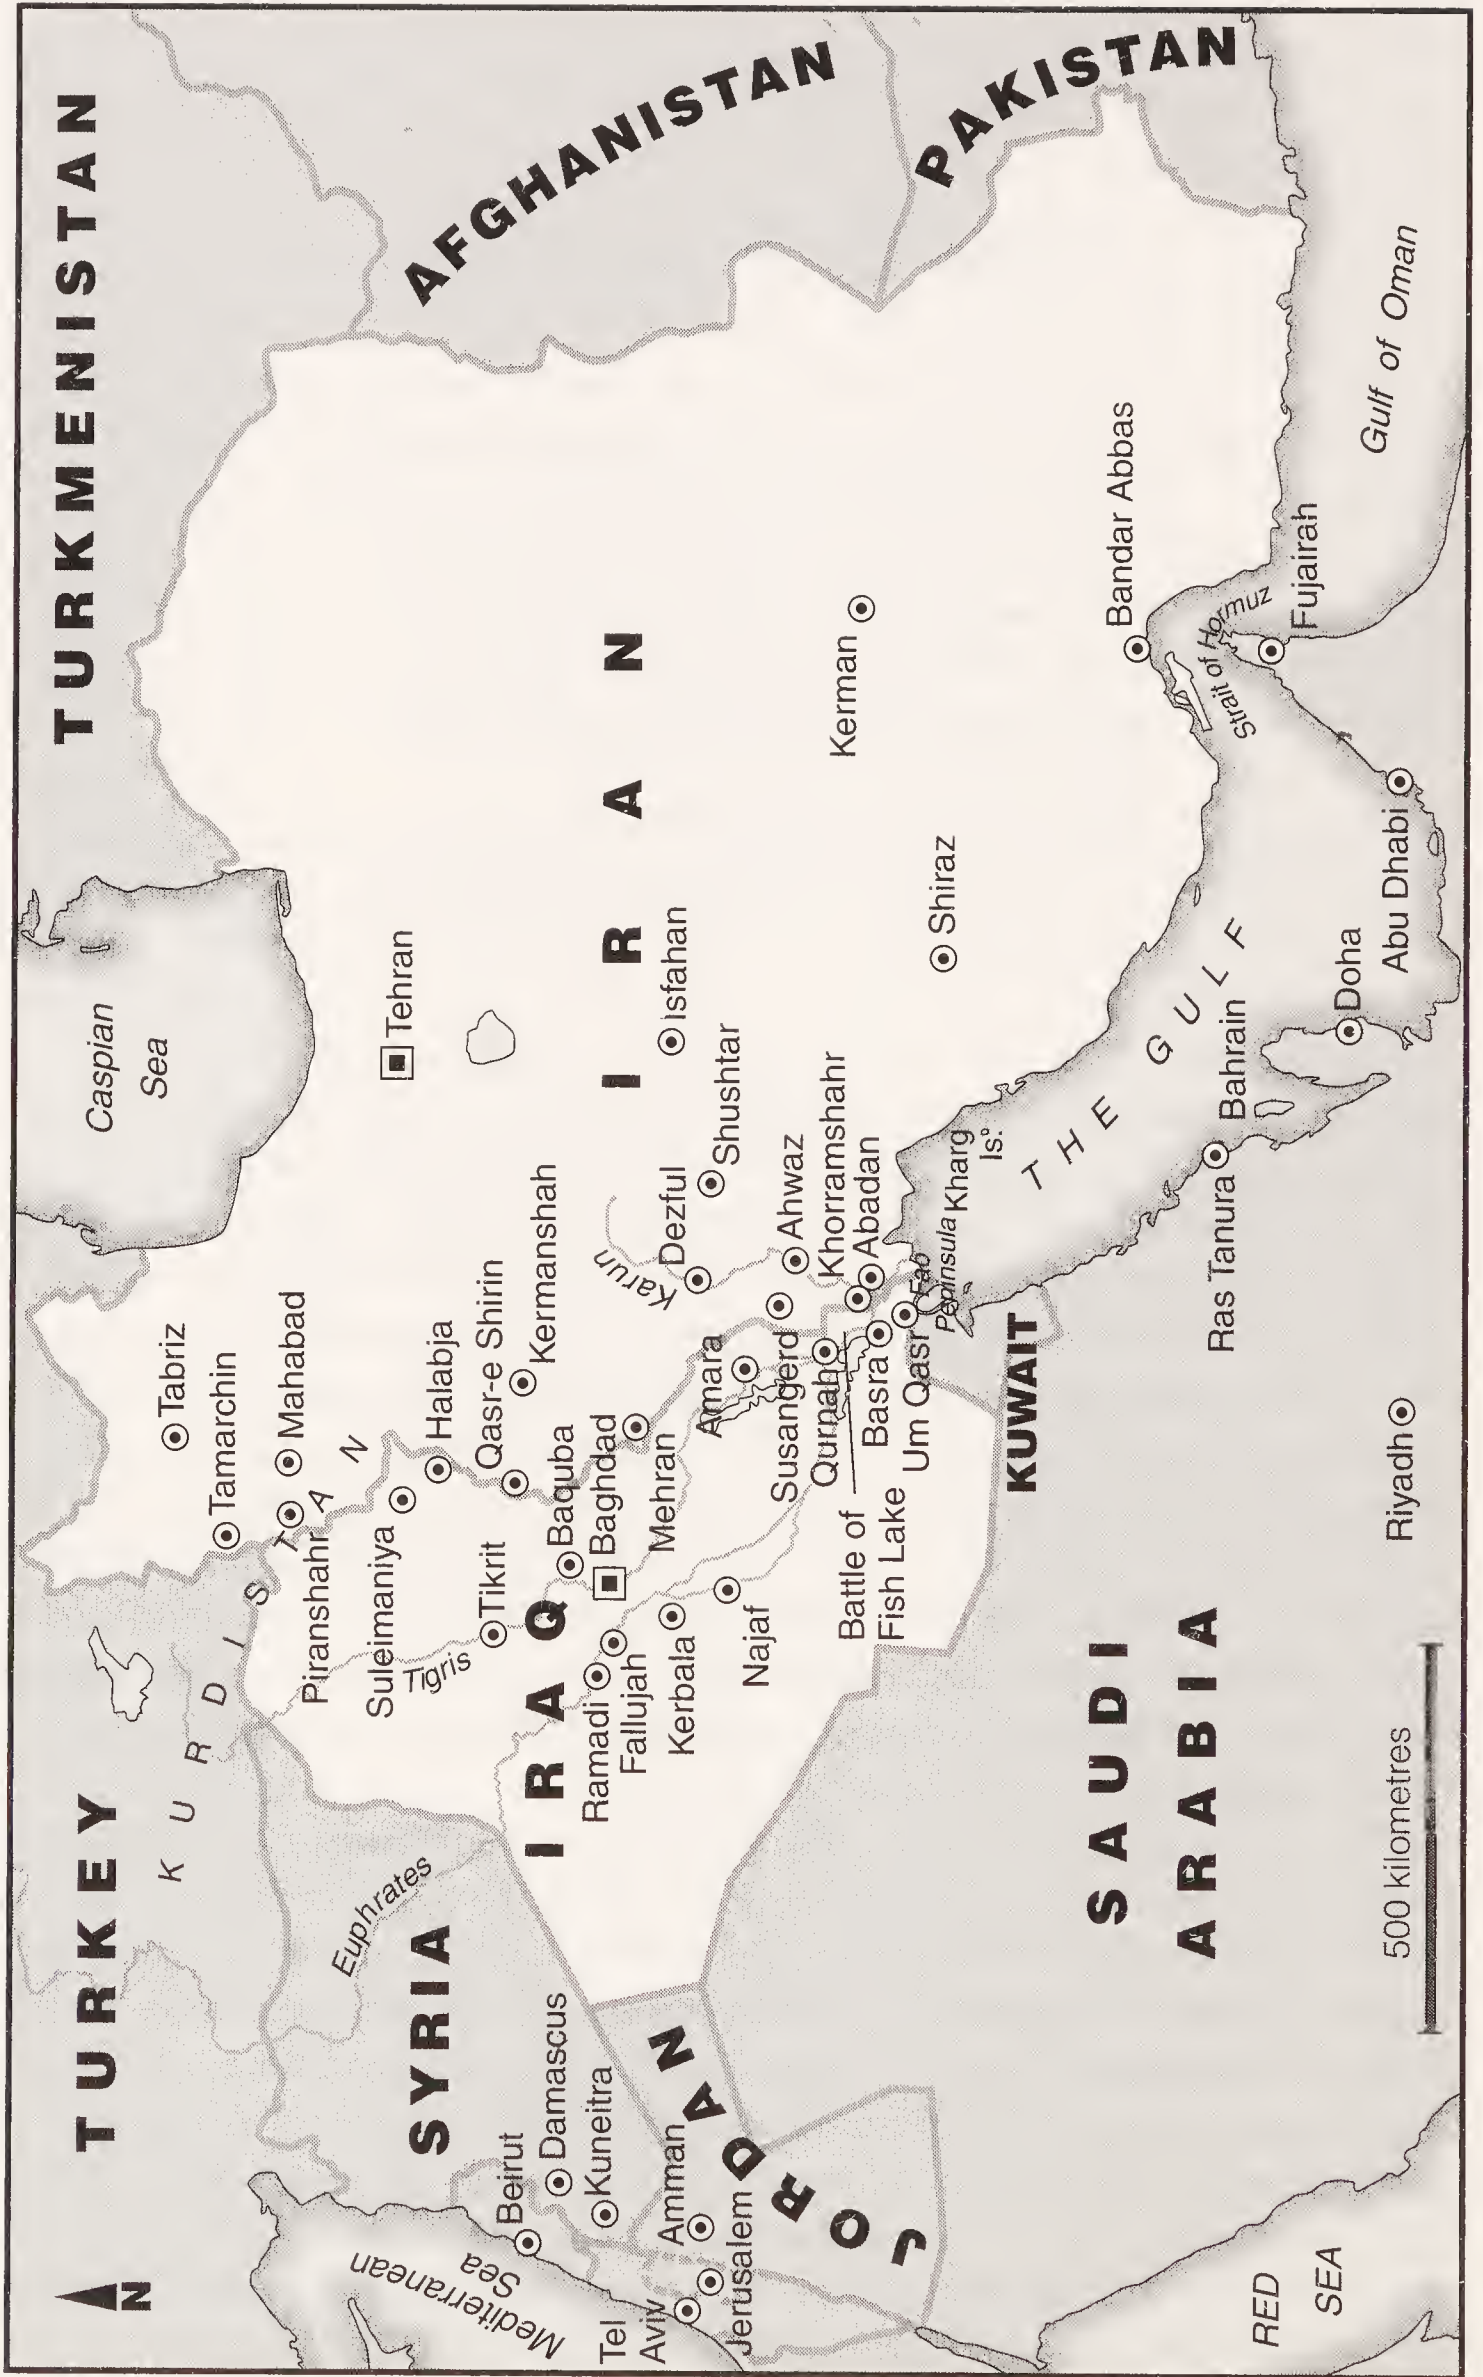 N
TURKEY
TURKMENISTAN
AFGHANISTAN
PAKISTAN
Caspian
Sea
KURDISTAN
Tabriz
Tamarchin
Mahabad
Piranshahr
Suleimaniya
Halabja
Qasr-e Shirin
Kermanshah
Tehran
SYRIA
Euphrates
Tigris
Tikrit
Baquba
Baghdad
IRAQ
Ramadi
Fallujah
Kerbala
Najaf
Mehran
Amara
Karun
Dezful
Shushtar
Isfahan
IRAN
Susangerd
Ahwaz
Qurnah
Khorramshahr
Abadan
Basra
Um Qasr
Fao
Peninsula
Battle of
Fish Lake
Kharg
Is.
Kerman
Shiraz
Bandar Abbas
Strait of Hormuz
Fujairah
Gulf of Oman
THE GULF
Abu Dhabi
Doha
Bahrain
Ras Tanura
KUWAIT
Riyadh
SAUDI
ARABIA
Beirut
Damascus
Kuneitra
Mediterranean
Sea
Tel
Aviv
Amman
Jerusalem
JORDAN
RED
SEA
500 kilometres